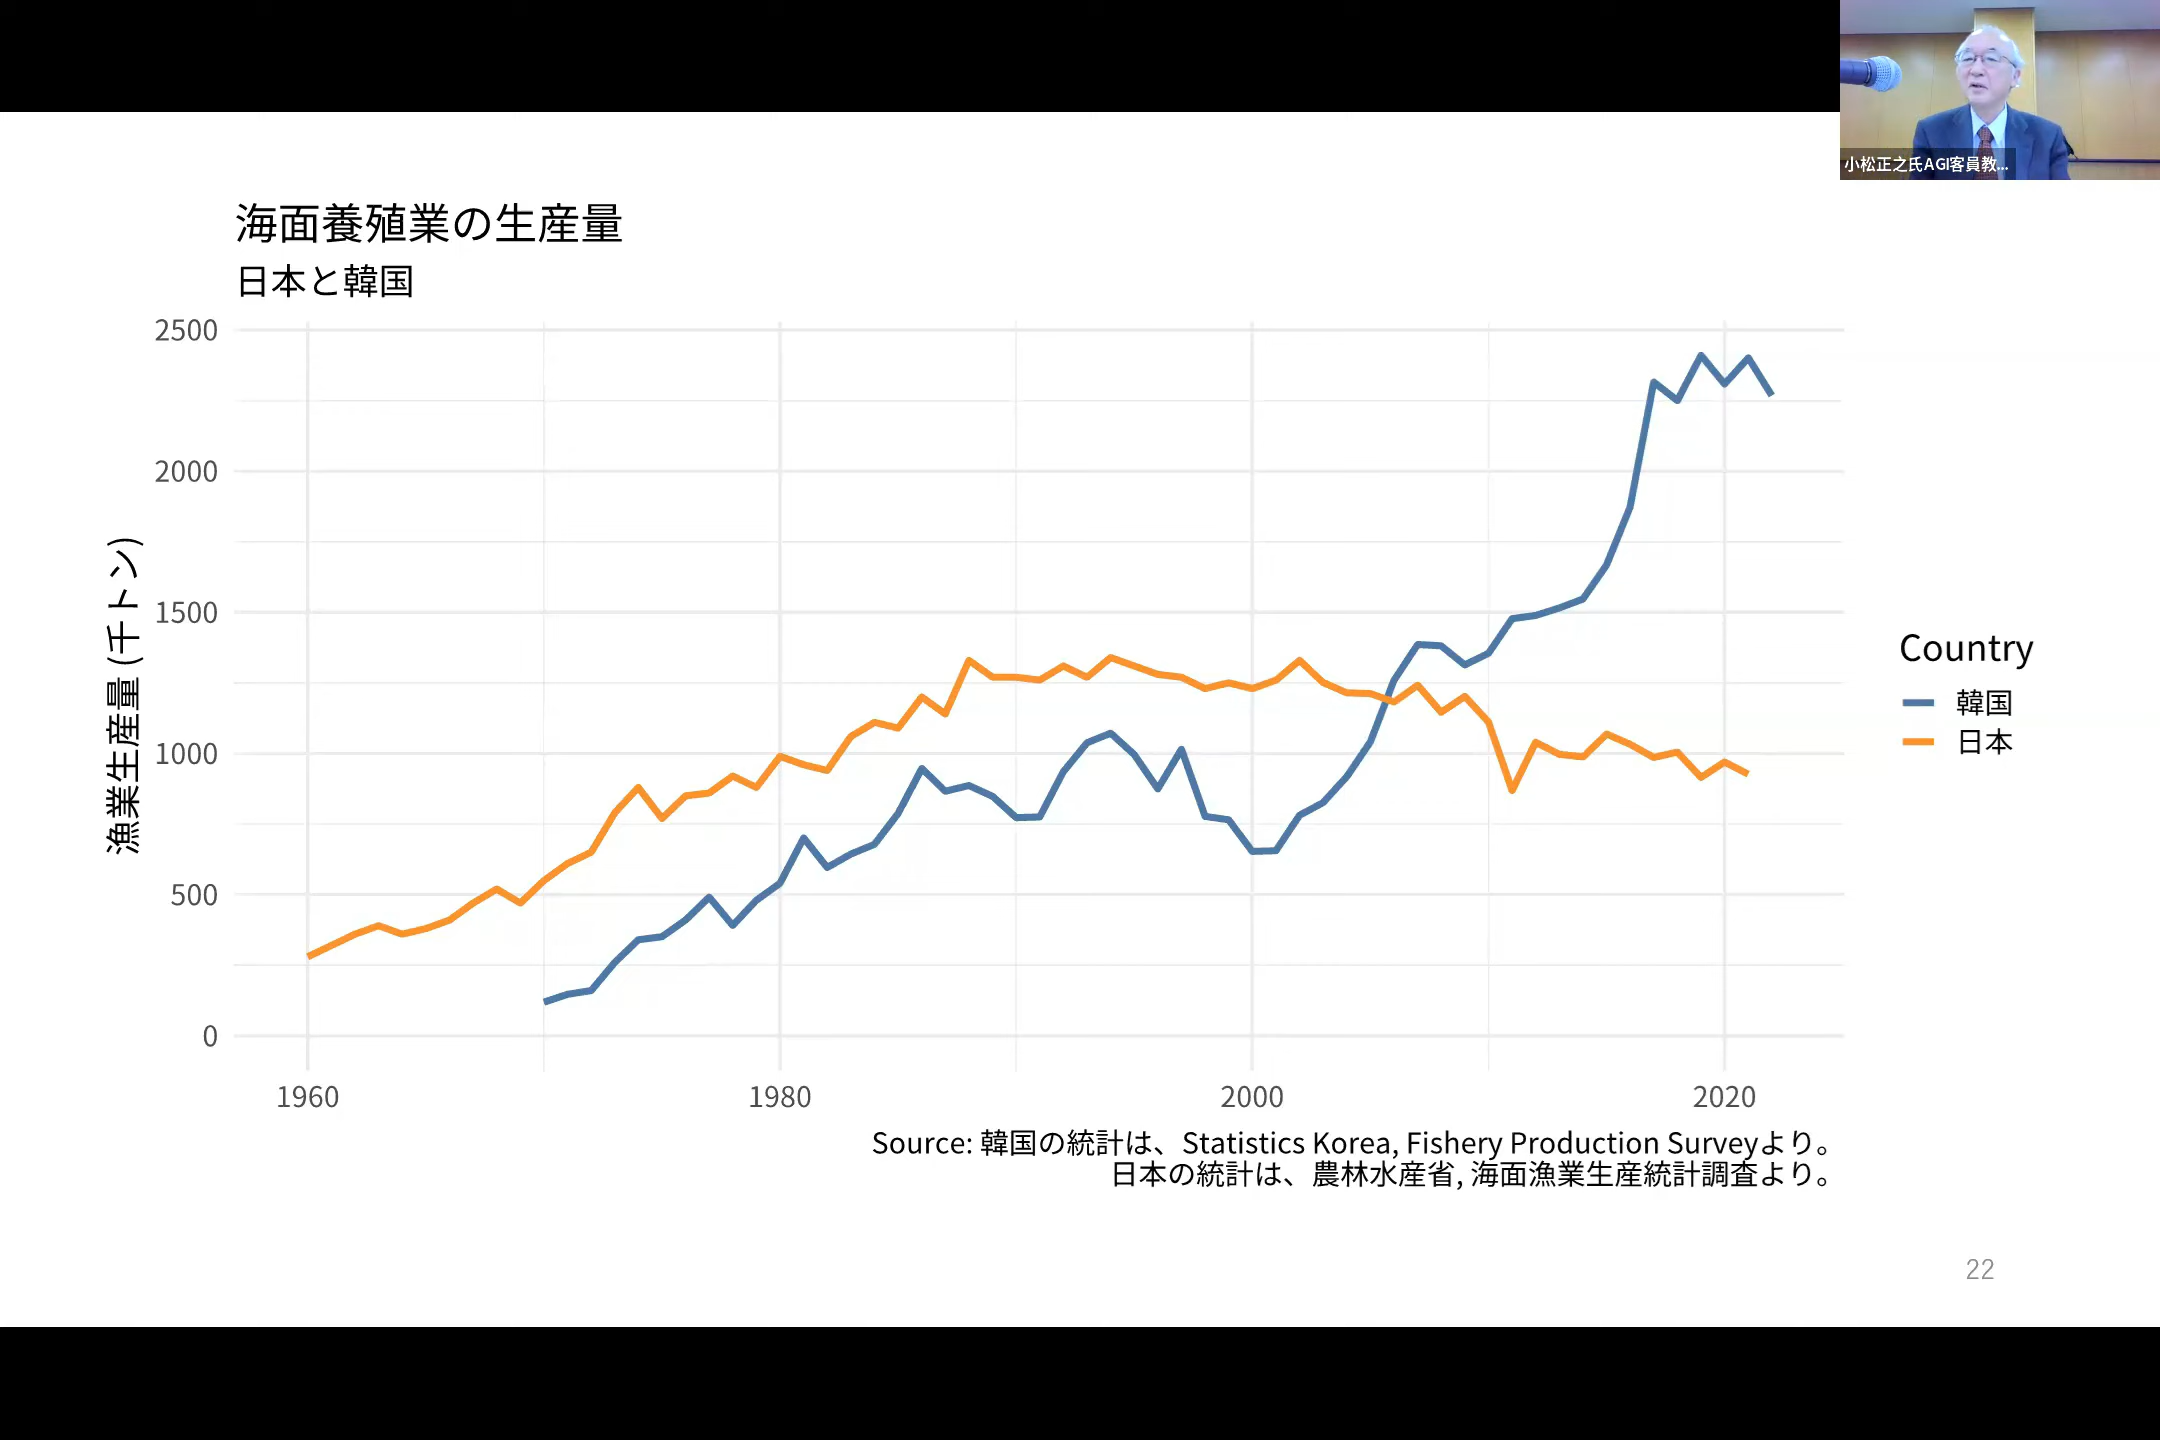 小松正之氏AGI客員教...
海面養殖業の生産量
日本と韓国
漁業生産量 (千トン)
2500
2000
1500
1000
500
0
1960
1980
2000
2020
Country
韓国
日本
Source: 韓国の統計は、Statistics Korea, Fishery Production Surveyより。
日本の統計は、農林水産省, 海面漁業生産統計調査より。
22